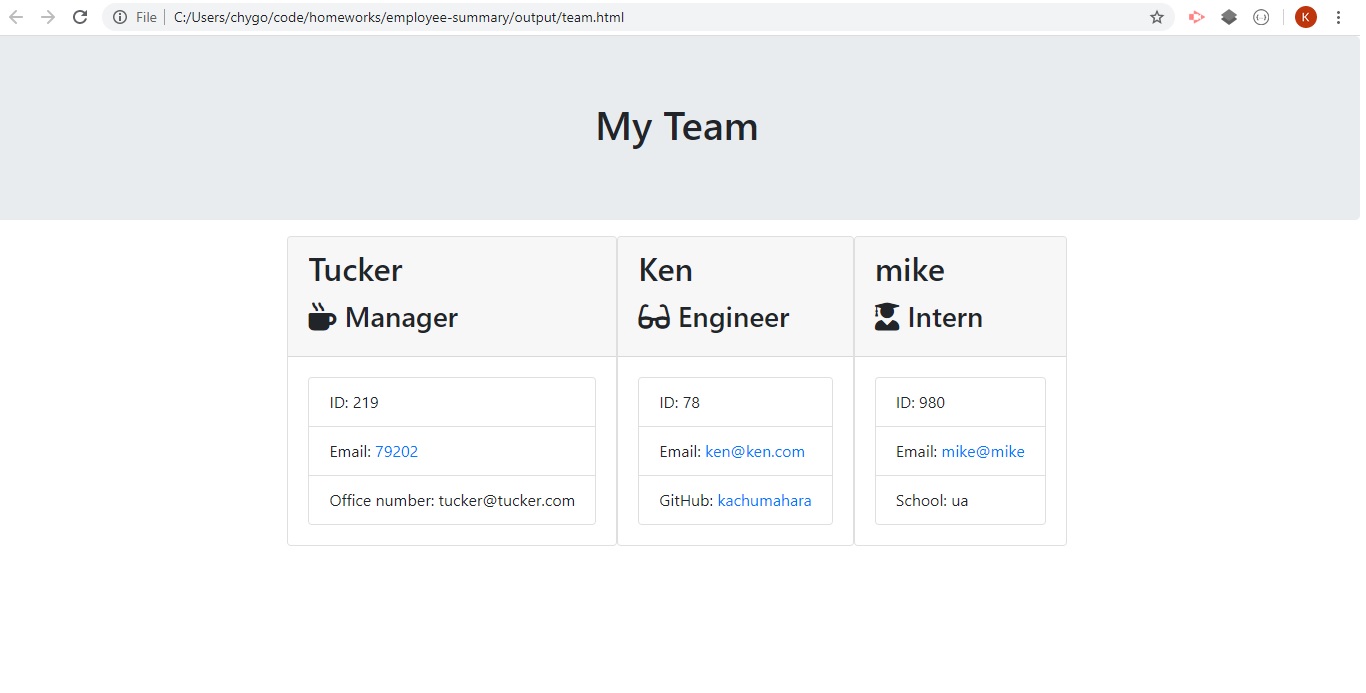 File C:/Users/chygo/code/homeworks/employee-summary/output/team.html K
My Team
Tucker
Manager
ID: 219
Email: 79202
Office number: tucker@tucker.com
Ken
Engineer
ID: 78
Email: ken@ken.com
GitHub: kachumahara
mike
Intern
ID: 980
Email: mike@mike
School: ua